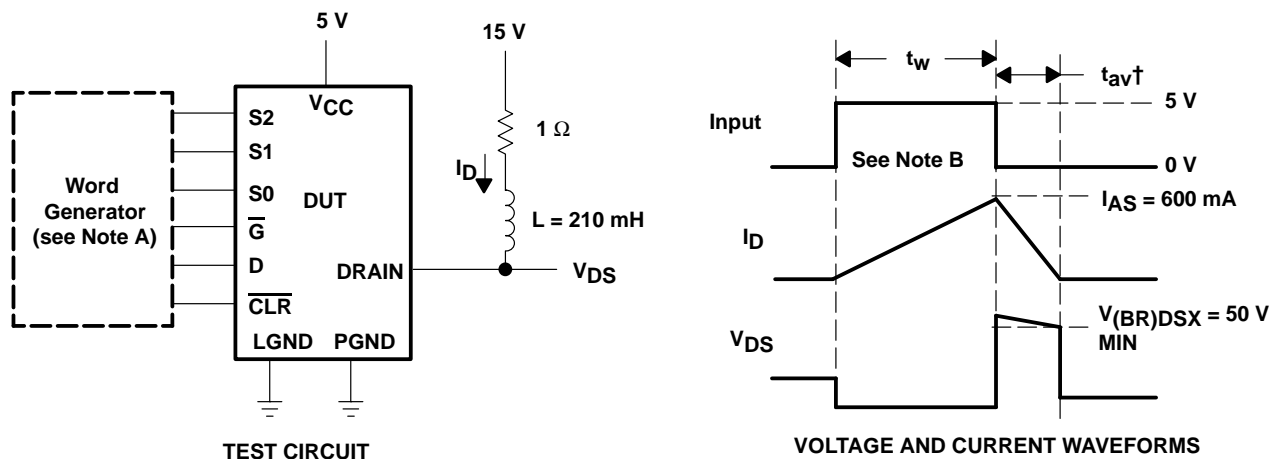 5 V
15 V
VCC
S2
S1
S0
G
D
CLR
DUT
DRAIN
LGND PGND
Word
Generator
(see Note A)
1 Ω
ID
L = 210 mH
VDS
TEST CIRCUIT
tw
tav†
5 V
Input
See Note B
0 V
IAS = 600 mA
ID
V(BR)DSX = 50 V
MIN
VDS
VOLTAGE AND CURRENT WAVEFORMS